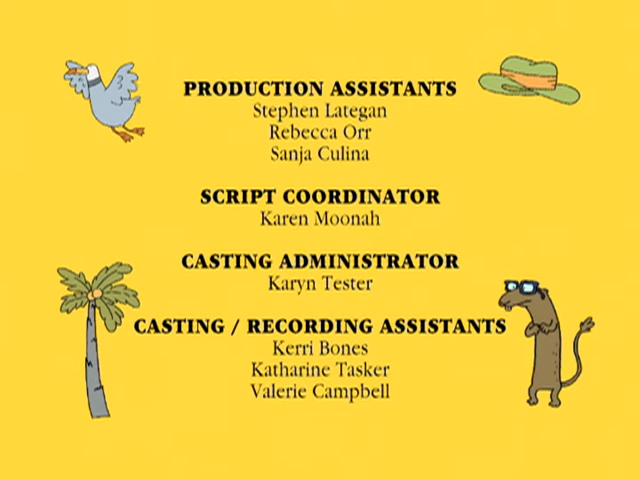 PRODUCTION ASSISTANTS
Stephen Lategan
Rebecca Orr
Sanja Culina
SCRIPT COORDINATOR
Karen Moonah
CASTING ADMINISTRATOR
Karyn Tester
CASTING / RECORDING ASSISTANTS
Kerri Bones
Katharine Tasker
Valerie Campbell